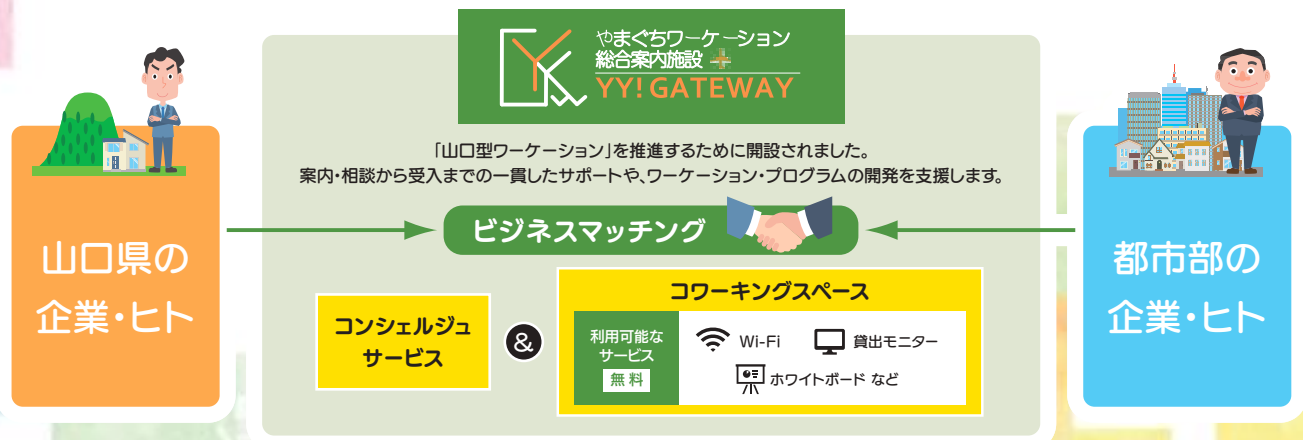 やまぐちワーケーション
総合案内施設
YY! GATEWAY
「山口型ワーケーション」を推進するために開設されました。
案内・相談から受入までの一貫したサポートや、ワーケーション・プログラムの開発を支援します。
山口県の
企業・ヒト
ビジネスマッチング
都市部の
企業・ヒト
コンシェルジュ
サービス
&
コワーキングスペース
利用可能な
サービス
無料
Wi-Fi
貸出モニター
ホワイトボード など